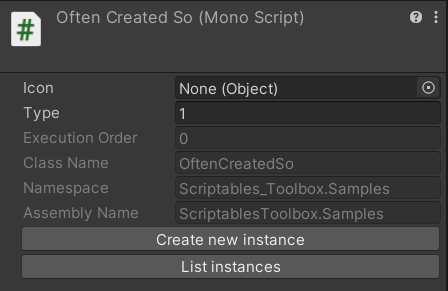 Often Created So (Mono Script)
Icon None (Object)
Type 1
Execution Order 0
Class Name OftenCreatedSo
Namespace Scriptables_Toolbox.Samples
Assembly Name ScriptablesToolbox.Samples
Create new instance
List instances